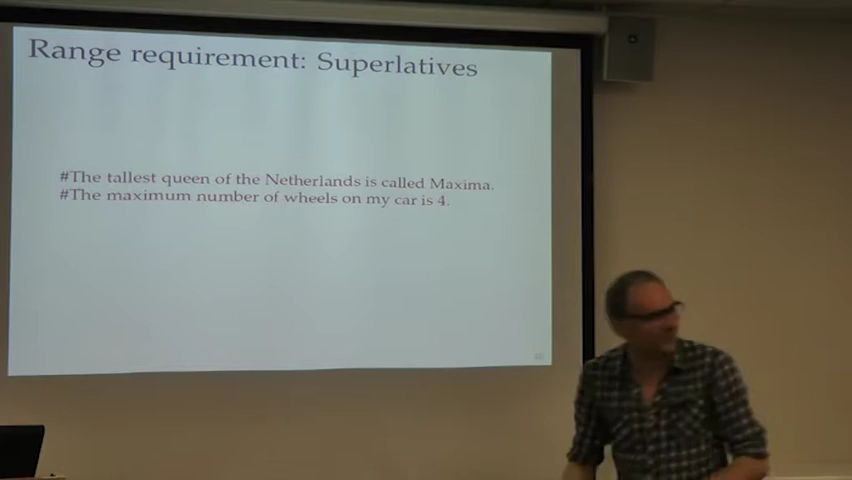 Range requirement: Superlatives
#The tallest queen of the Netherlands is called Maxima.
#The maximum number of wheels on my car is 4.